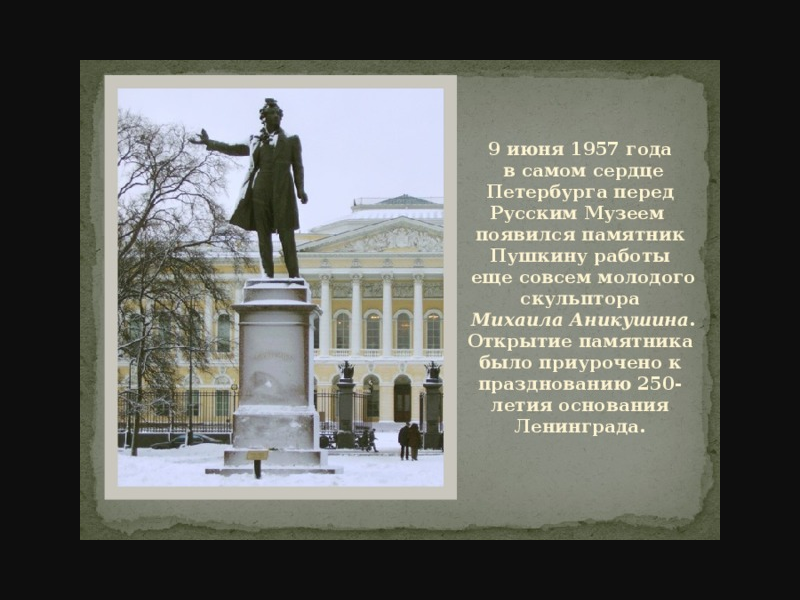 9 июня 1957 года
в самом сердце
Петербурга перед
Русским Музеем
появился памятник
Пушкину работы
еще совсем молодого
скульптора
Михаила Аникушина.
Открытие памятника
было приурочено к
празднованию 250-
летия основания
Ленинграда.